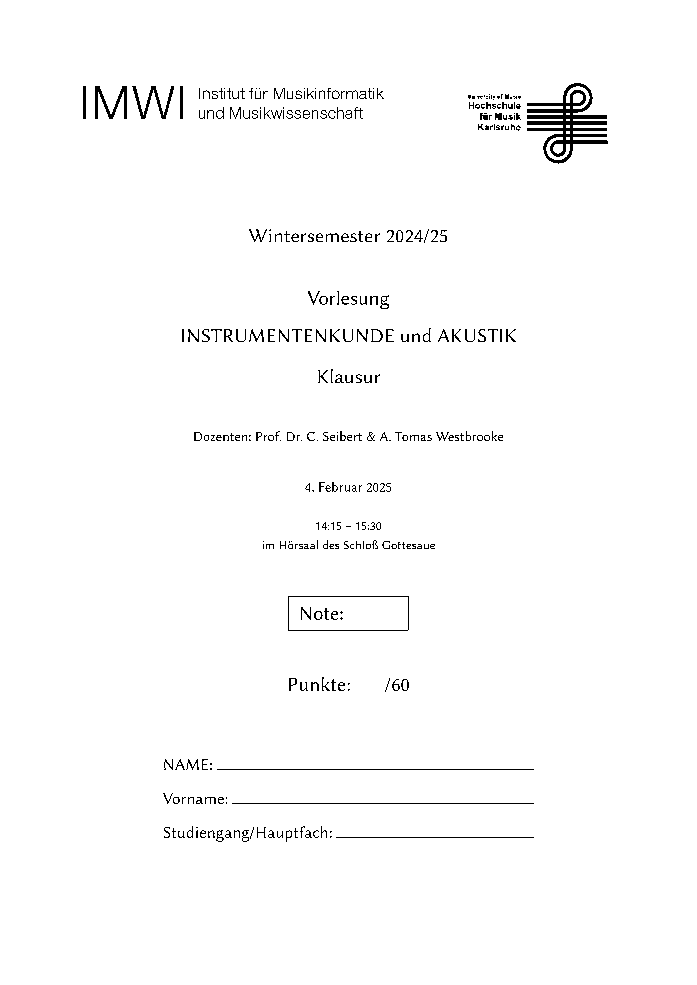 IMWI Institut für Musikinformatik
und Musikwissenschaft
University of Music
Hochschule
für Musik
Karlsruhe
Wintersemester 2024/25
Vorlesung
INSTRUMENTENKUNDE und AKUSTIK
Klausur
Dozenten: Prof. Dr. C. Seibert & A. Tomas Westbrooke
4. Februar 2025
14:15 – 15:30
im Hörsaal des Schloß Gottesaue
Note:
Punkte: /60
NAME:
Vorname:
Studiengang/Hauptfach: